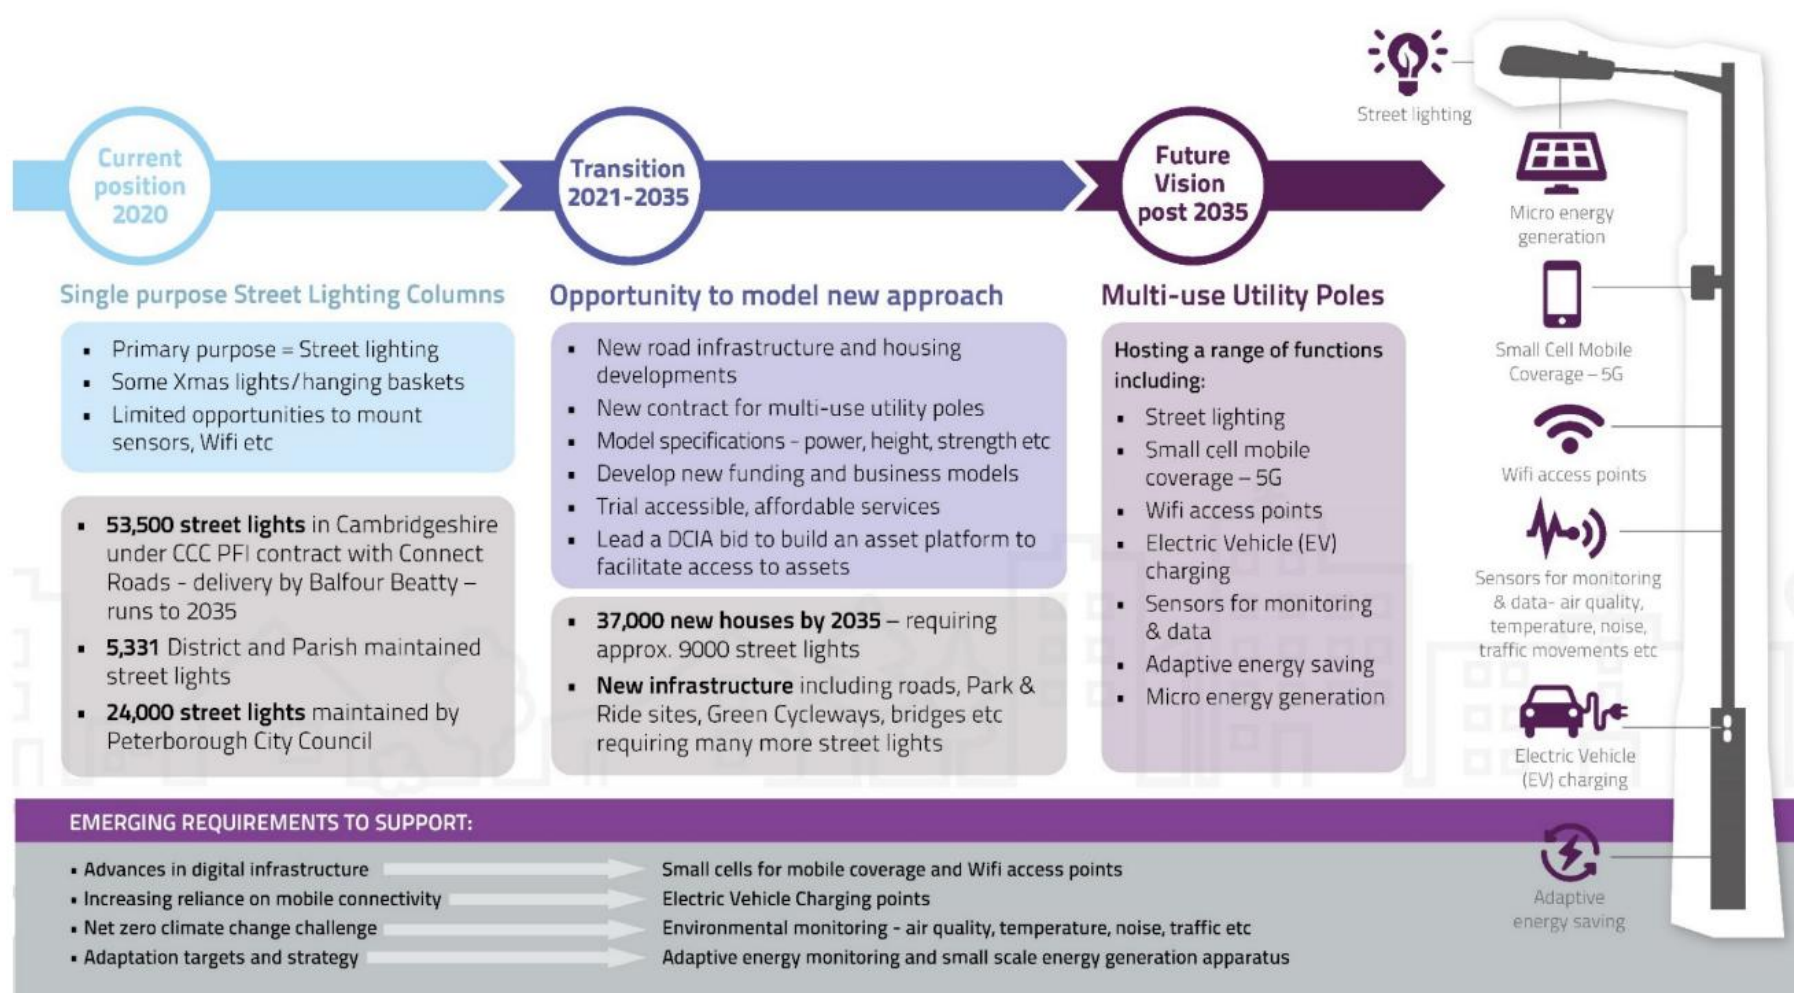 Current
position
2020
Transition
2021-2035
Future
Vision
post 2035
Single purpose Street Lighting Columns
▪ Primary purpose = Street lighting
▪ Some Xmas lights/hanging baskets
▪ Limited opportunities to mount
sensors, Wifi etc
▪ 53,500 street lights in Cambridgeshire
under CCC PFI contract with Connect
Roads - delivery by Balfour Beatty –
runs to 2035
▪ 5,331 District and Parish maintained
street lights
▪ 24,000 street lights maintained by
Peterborough City Council
Opportunity to model new approach
▪ New road infrastructure and housing
developments
▪ New contract for multi-use utility poles
▪ Model specifications - power, height, strength etc
▪ Develop new funding and business models
▪ Trial accessible, affordable services
▪ Lead a DCIA bid to build an asset platform to
facilitate access to assets
▪ 37,000 new houses by 2035 – requiring
approx. 9000 street lights
▪ New infrastructure including roads, Park &
Ride sites, Green Cycleways, bridges etc
requiring many more street lights
Multi-use Utility Poles
Hosting a range of functions
including:
▪ Street lighting
▪ Small cell mobile
coverage – 5G
▪ Wifi access points
▪ Electric Vehicle (EV)
charging
▪ Sensors for monitoring
& data
▪ Adaptive energy saving
▪ Micro energy generation
Street lighting
Micro energy
generation
Small Cell Mobile
Coverage – 5G
Wifi access points
Sensors for monitoring
& data- air quality,
temperature, noise,
traffic movements etc
Electric Vehicle
(EV) charging
Adaptive
energy saving
EMERGING REQUIREMENTS TO SUPPORT:
▪ Advances in digital infrastructure
Small cells for mobile coverage and Wifi access points
▪ Increasing reliance on mobile connectivity
Electric Vehicle Charging points
▪ Net zero climate change challenge
Environmental monitoring - air quality, temperature, noise, traffic etc
▪ Adaptation targets and strategy
Adaptive energy monitoring and small scale energy generation apparatus